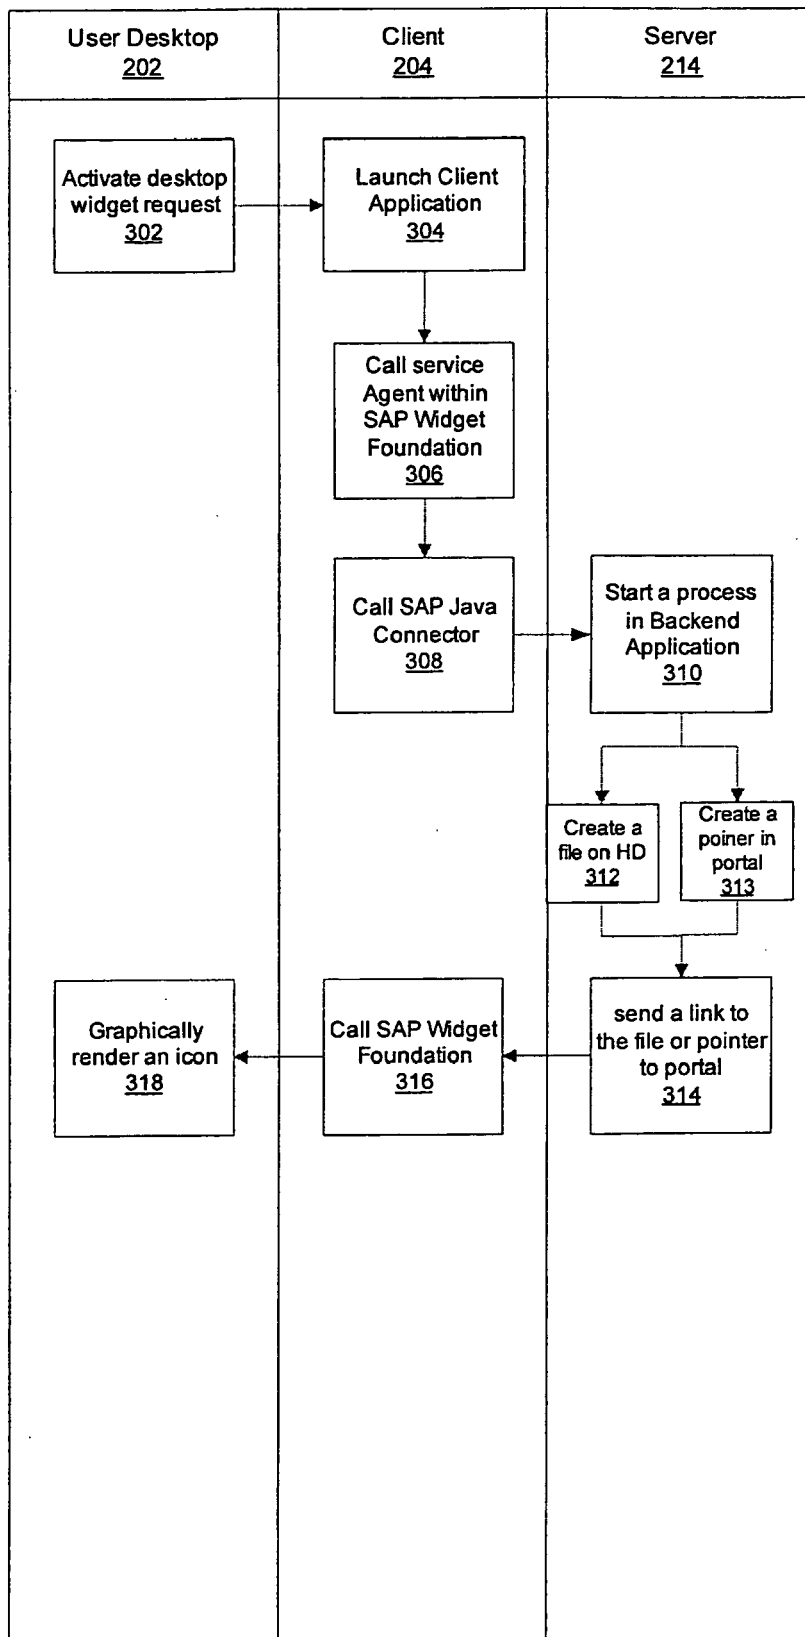 User Desktop
202
Client
204
Server
214
Activate desktop
widget request
302
Launch Client
Application
304
Call service
Agent within
SAP Widget
Foundation
306
Call SAP Java
Connector
308
Start a process
in Backend
Application
310
Create a
file on HD
312
Create a
poiner in
portal
313
send a link to
the file or pointer
to portal
314
Call SAP Widget
Foundation
316
Graphically
render an icon
318